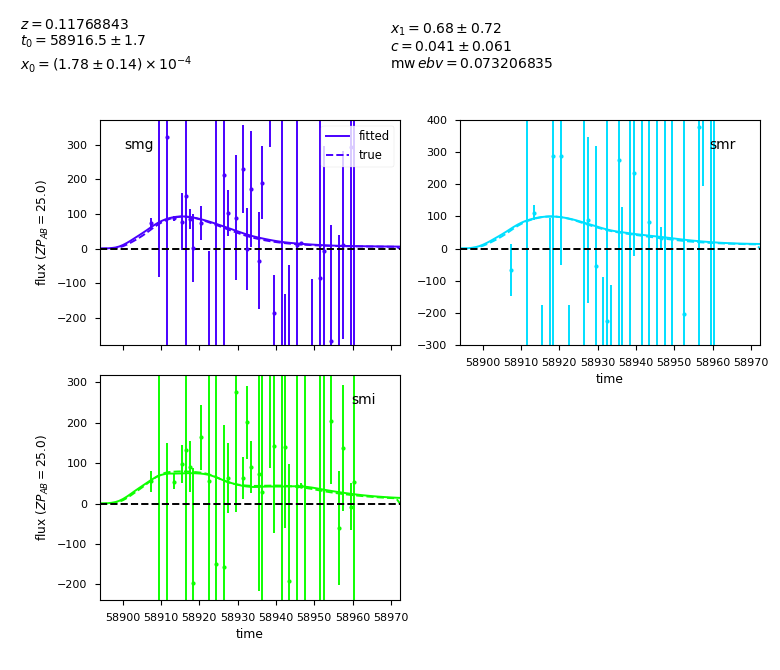 z = 0.11768843
t₀ = 58916.5 ± 1.7
x₀ = (1.78 ± 0.14) × 10⁻⁴
x₁ = 0.68 ± 0.72
c = 0.041 ± 0.061
mw ebv = 0.073206835
smg
fitted
true
300
200
100
0
−100
−200
flux (ZP_AB = 25.0)
smr
400
300
200
100
0
−100
−200
−300
58900 58910 58920 58930 58940 58950 58960 58970
time
smi
300
200
100
0
−100
−200
flux (ZP_AB = 25.0)
58900 58910 58920 58930 58940 58950 58960 58970
time